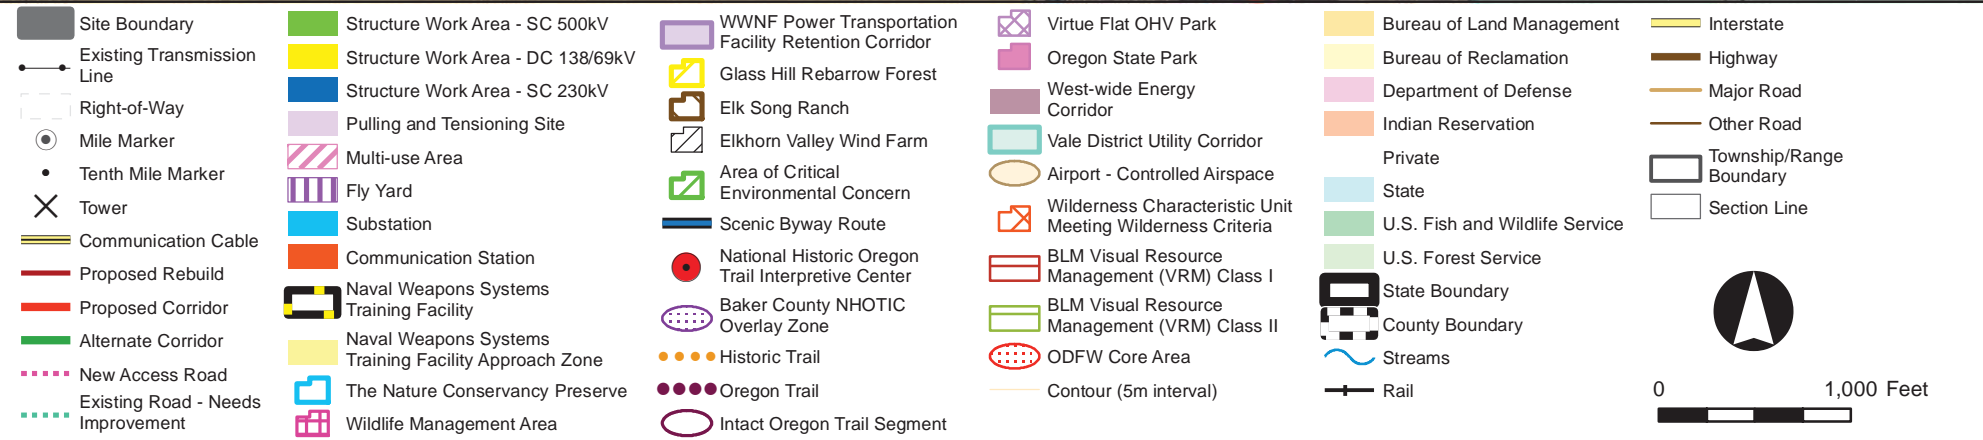 Site Boundary
Existing Transmission
Line
Right-of-Way
Mile Marker
Tenth Mile Marker
Tower
Communication Cable
Proposed Rebuild
Proposed Corridor
Alternate Corridor
New Access Road
Existing Road - Needs
Improvement
Structure Work Area - SC 500kV
Structure Work Area - DC 138/69kV
Structure Work Area - SC 230kV
Pulling and Tensioning Site
Multi-use Area
Fly Yard
Substation
Communication Station
Naval Weapons Systems
Training Facility
Naval Weapons Systems
Training Facility Approach Zone
The Nature Conservancy Preserve
Wildlife Management Area
WWNF Power Transportation
Facility Retention Corridor
Glass Hill Rebarrow Forest
Elk Song Ranch
Elkhorn Valley Wind Farm
Area of Critical
Environmental Concern
Scenic Byway Route
National Historic Oregon
Trail Interpretive Center
Baker County NHOTIC
Overlay Zone
Historic Trail
Oregon Trail
Intact Oregon Trail Segment
Virtue Flat OHV Park
Oregon State Park
West-wide Energy
Corridor
Vale District Utility Corridor
Airport - Controlled Airspace
Wilderness Characteristic Unit
Meeting Wilderness Criteria
BLM Visual Resource
Management (VRM) Class I
BLM Visual Resource
Management (VRM) Class II
ODFW Core Area
Contour (5m interval)
Bureau of Land Management
Bureau of Reclamation
Department of Defense
Indian Reservation
Private
State
U.S. Fish and Wildlife Service
U.S. Forest Service
State Boundary
County Boundary
Streams
Rail
Interstate
Highway
Major Road
Other Road
Township/Range
Boundary
Section Line
0 1,000 Feet